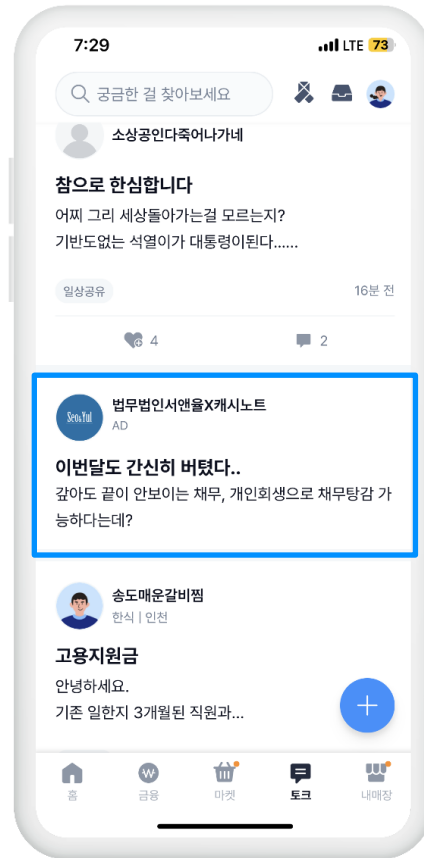 7:29
LTE 73
궁금한 걸 찾아보세요
소상공인다죽어나가네
참으로 한심합니다
어찌 그리 세상돌아가는걸 모르는지?
기반도없는 석열이가 대통령이된다......
일상공유
16분 전
4
2
Seo&Yul
법무법인서앤율X캐시노트
AD
이번달도 간신히 버텼다..
갚아도 끝이 안보이는 채무, 개인회생으로 채무탕감 가
능하다는데?
송도매운갈비찜
한식 | 인천
고용지원금
안녕하세요.
기존 일한지 3개월된 직원과...
홈
금융
마켓
토크
내매장